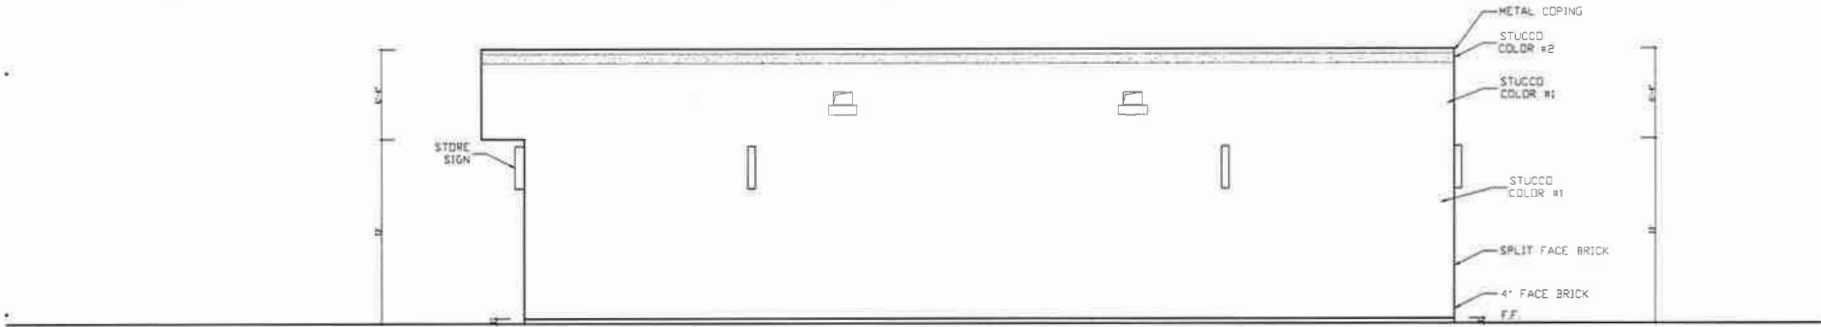 METAL COPING
STUCCO
COLOR #2
STUCCO
COLOR #1
STORE
SIGN
STUCCO
COLOR #1
SPLIT FACE BRICK
4" FACE BRICK
F.F.